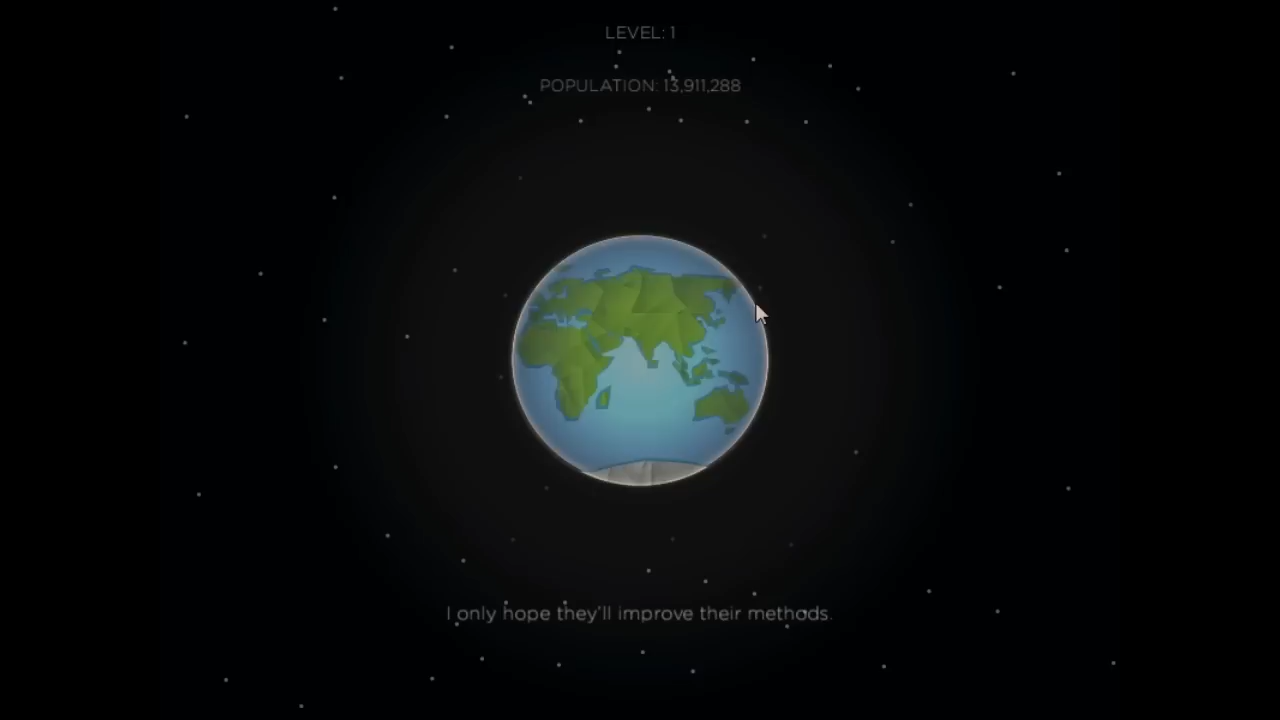 LEVEL: 1
POPULATION: 13,911,288
I only hope they'll improve their methods.